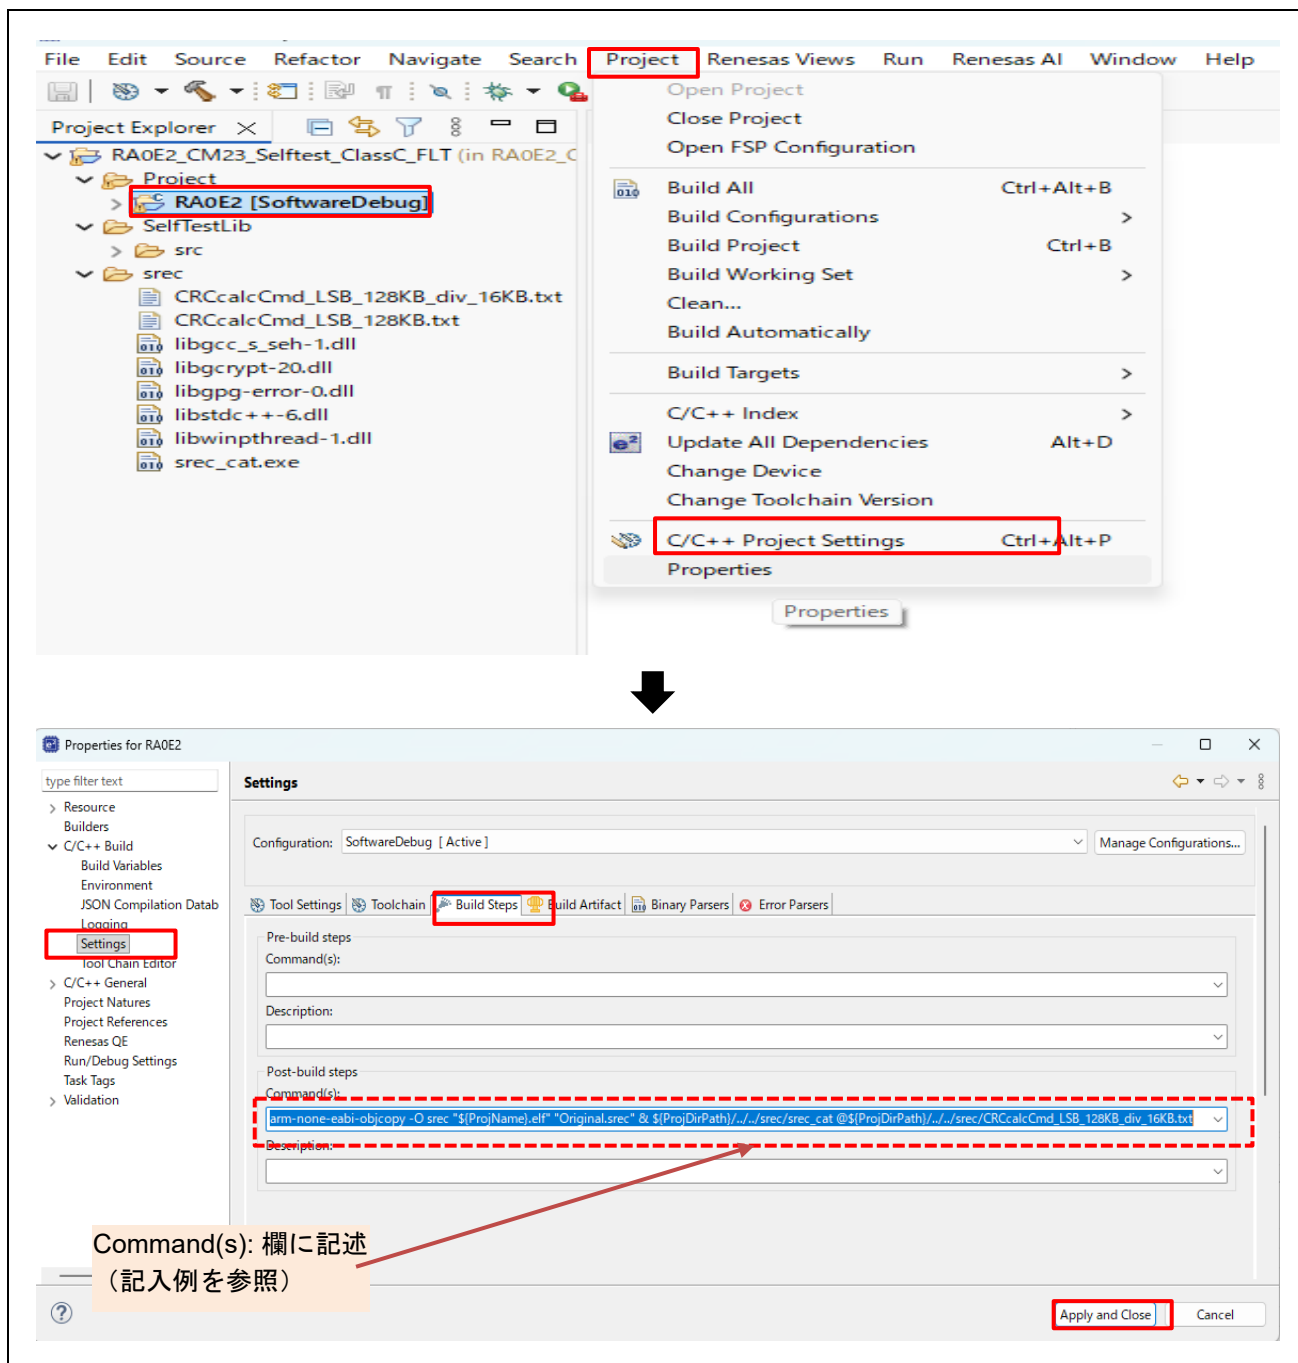 File Edit Source Refactor Navigate Search Project Renesas Views Run Renesas AI Window Help
Project Explorer
RA0E2_CM23_Selftest_ClassC_FLT (in RA0E2_C
Project
RA0E2 [SoftwareDebug]
SelfTestLib
src
srec
CRCcalcCmd_LSB_128KB_div_16KB.txt
CRCcalcCmd_LSB_128KB.txt
libgcc_s_seh-1.dll
libgcrypt-20.dll
libgpg-error-0.dll
libstdc++-6.dll
libwinpthread-1.dll
srec_cat.exe
Open Project
Close Project
Open FSP Configuration
Build All Ctrl+Alt+B
Build Configurations
Build Project Ctrl+B
Build Working Set
Clean...
Build Automatically
Build Targets
C/C++ Index
Update All Dependencies Alt+D
Change Device
Change Toolchain Version
C/C++ Project Settings Ctrl+Alt+P
Properties
Properties
Properties for RA0E2
type filter text
Resource
Builders
C/C++ Build
Build Variables
Environment
JSON Compilation Datab
Logging
Settings
Tool Chain Editor
C/C++ General
Project Natures
Project References
Renesas QE
Run/Debug Settings
Task Tags
Validation
Settings
Configuration: SoftwareDebug [ Active ] Manage Configurations...
Tool Settings Toolchain Build Steps Build Artifact Binary Parsers Error Parsers
Pre-build steps
Command(s):
Description:
Post-build steps
Command(s):
arm-none-eabi-objcopy -O srec "${ProjName}.elf" "Original.srec" & ${ProjDirPath}/../../srec/srec_cat @${ProjDirPath}/../../srec/CRCcalcCmd_LSB_128KB_div_16KB.txt
Description:
Command(s): 欄に記述
（記入例を参照）
Apply and Close Cancel